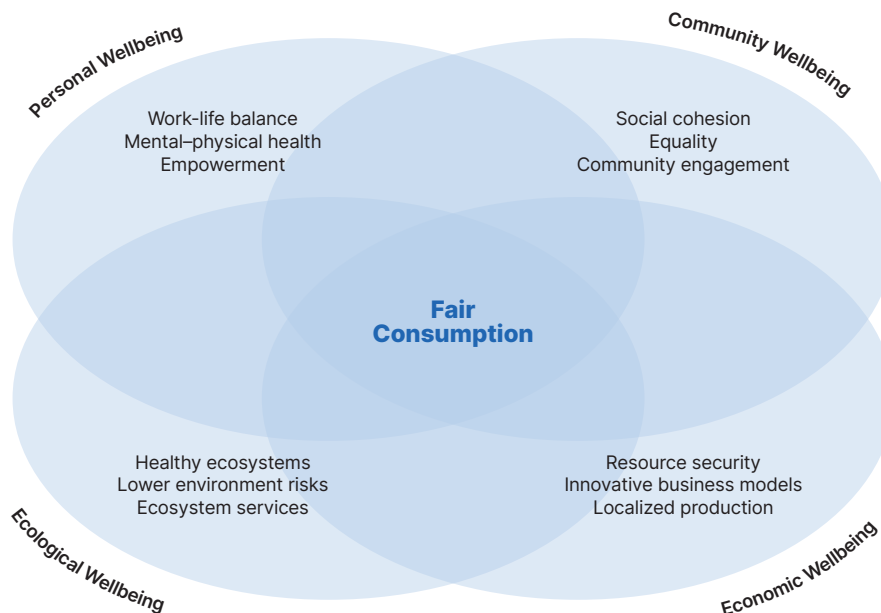 Personal Wellbeing
Community Wellbeing
Work-life balance
Mental–physical health
Empowerment
Social cohesion
Equality
Community engagement
Fair
Consumption
Healthy ecosystems
Lower environment risks
Ecosystem services
Resource security
Innovative business models
Localized production
Ecological Wellbeing
Economic Wellbeing